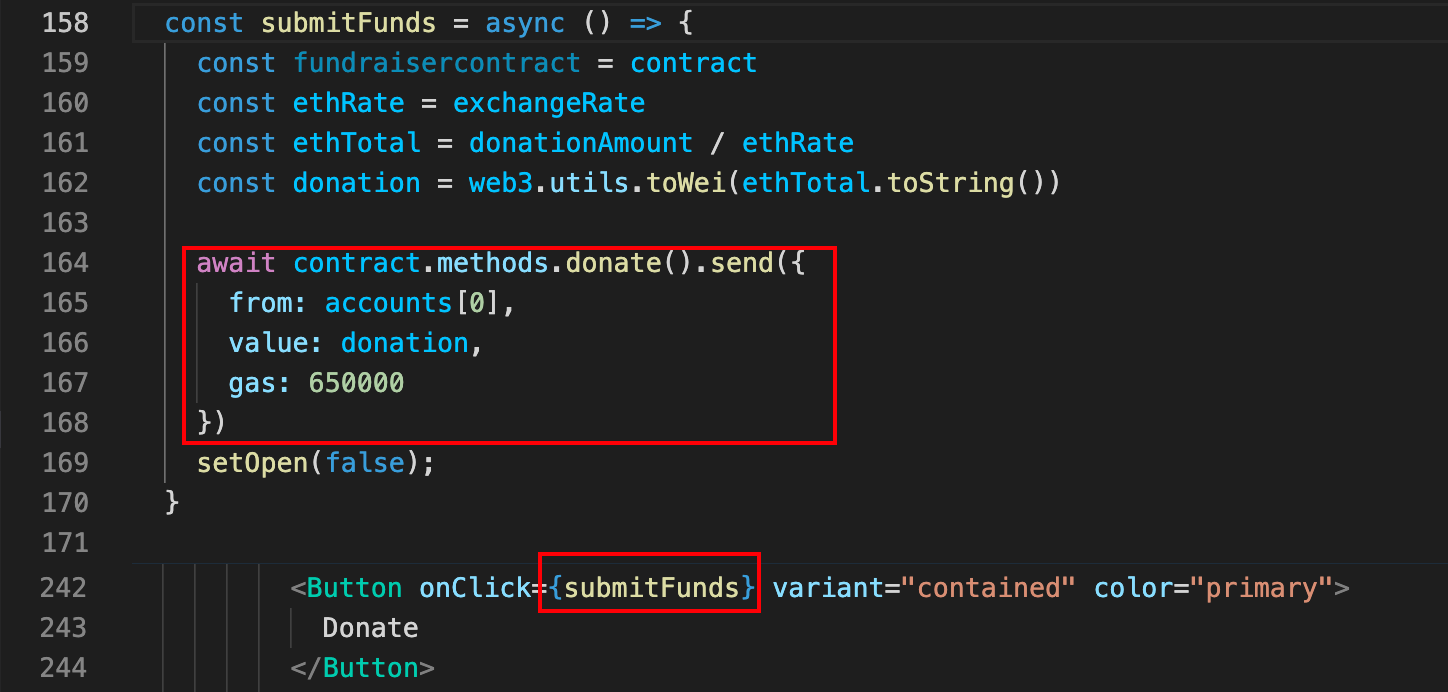 158 const submitFunds = async () => {
159 const fundraisercontract = contract
160 const ethRate = exchangeRate
161 const ethTotal = donationAmount / ethRate
162 const donation = web3.utils.toWei(ethTotal.toString())
163
164 await contract.methods.donate().send({
165 from: accounts[0],
166 value: donation,
167 gas: 650000
168 })
169 setOpen(false);
170 }
171
242 <Button onClick={submitFunds} variant="contained" color="primary">
243 Donate
244 </Button>